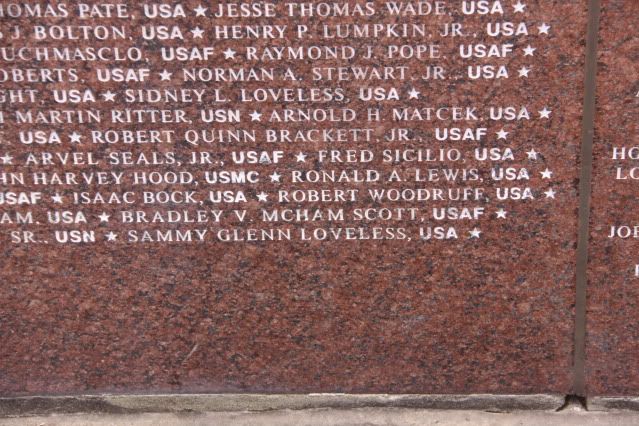 HOMAS PATE, USA ★ JESSE THOMAS WADE, USA ★
J BOLTON, USA ★ HENRY P. LUMPKIN, JR., USA ★
UCHMASCLO, USAF ★ RAYMOND J. POPE, USAF ★
OBERTS, USAF ★ NORMAN A. STEWART, JR., USA ★
GHT, USA ★ SIDNEY L. LOVELESS, USA ★
MARTIN RITTER, USN ★ ARNOLD H MATCEK, USA ★
USA ★ ROBERT QUINN BRACKETT, JR., USAF ★
★ ARVEL SEALS, JR., USAF ★ FRED SICILIO, USA ★
HN HARVEY HOOD, USMC ★ RONALD A. LEWIS, USA ★
USAF ★ ISAAC BOCK, USA ★ ROBERT WOODRUFF, USA ★
AM, USA ★ BRADLEY V. MCHAM SCOTT, USAF ★
SR., USN ★ SAMMY GLENN LOVELESS, USA ★
HO
LO
JOE